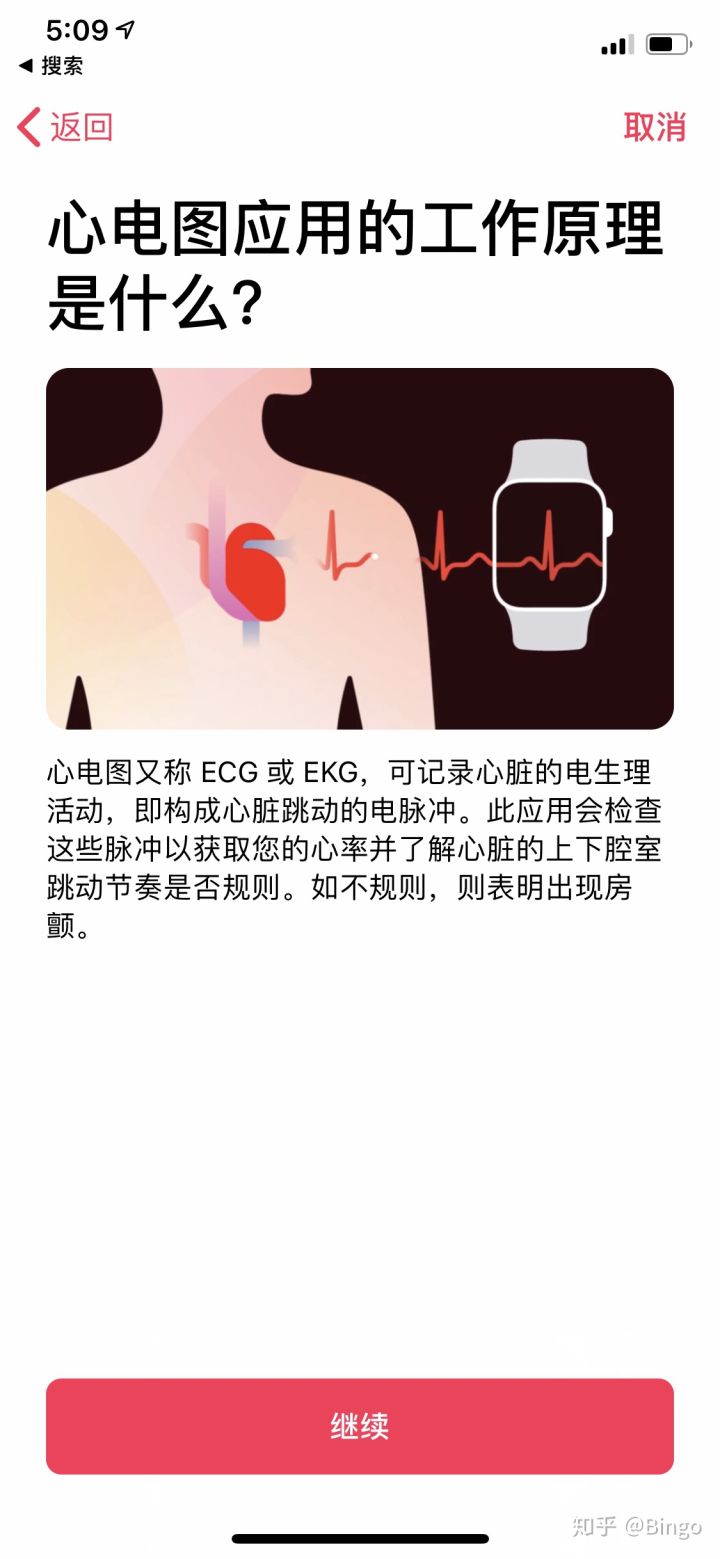 5:09
搜索
返回
取消
心电图应用的工作原理
是什么？
心电图又称 ECG 或 EKG，可记录心脏的电生理
活动，即构成心脏跳动的电脉冲。此应用会检查
这些脉冲以获取您的心率并了解心脏的上下腔室
跳动节奏是否规则。如不规则，则表明出现房
颤。
继续
知乎 @Bingo